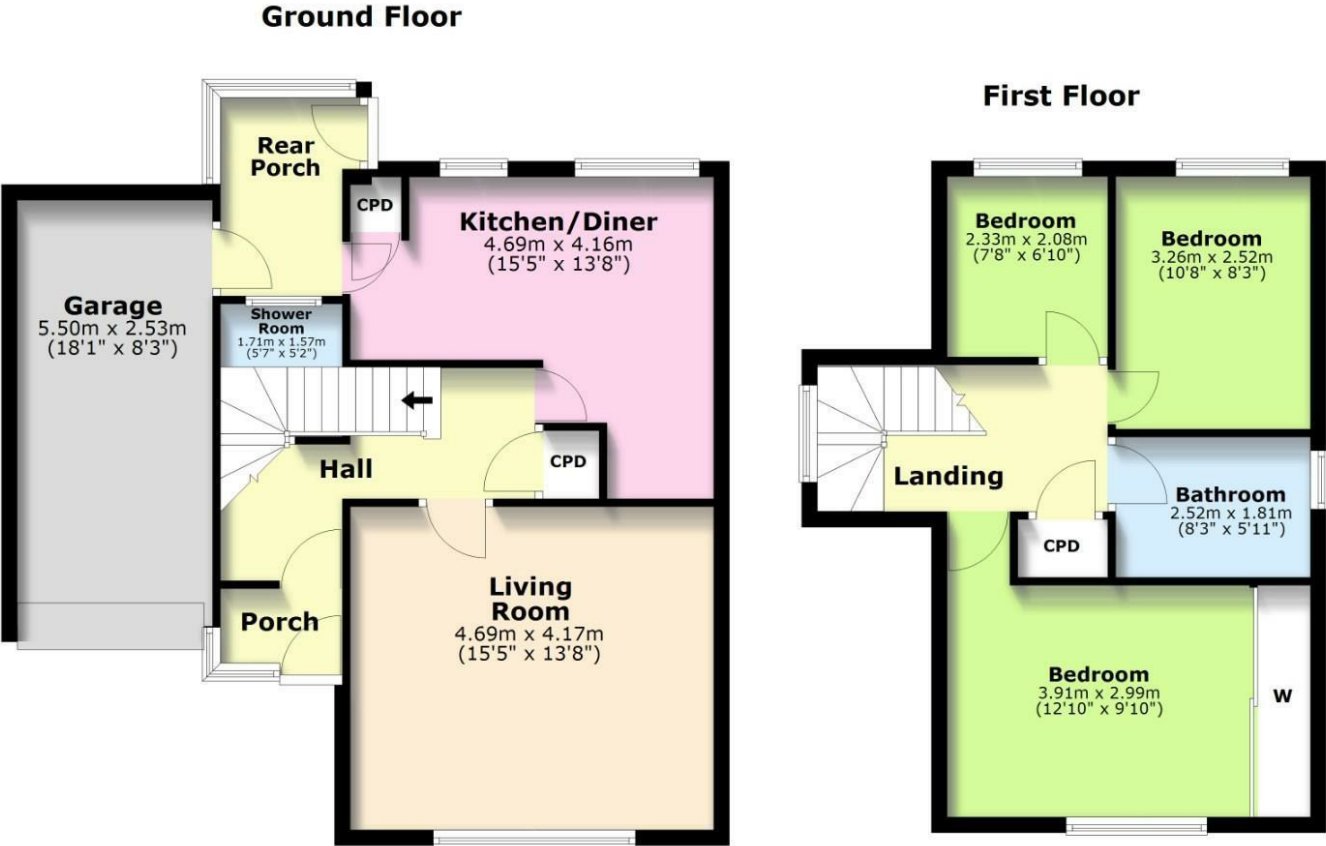 Ground Floor
Rear
Porch
CPD
Kitchen/Diner
4.69m x 4.16m
(15'5" x 13'8")
Garage
5.50m x 2.53m
(18'1" x 8'3")
Shower
Room
1.71m x 1.57m
(5'7" x 5'2")
Hall
CPD
Porch
Living
Room
4.69m x 4.17m
(15'5" x 13'8")
First Floor
Bedroom
2.33m x 2.08m
(7'8" x 6'10")
Bedroom
3.26m x 2.52m
(10'8" x 8'3")
Landing
Bathroom
2.52m x 1.81m
(8'3" x 5'11")
CPD
Bedroom
3.91m x 2.99m
(12'10" x 9'10")
W